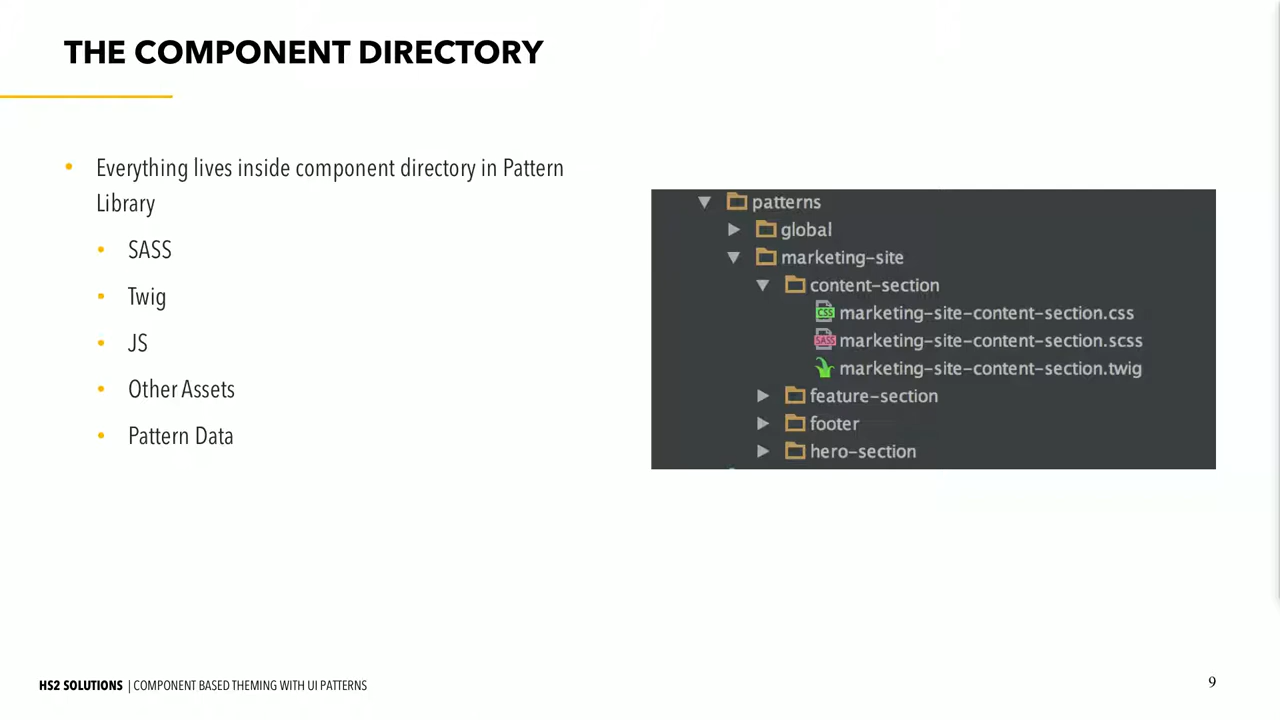 THE COMPONENT DIRECTORY
Everything lives inside component directory in Pattern
Library
SASS
Twig
JS
Other Assets
Pattern Data
patterns
global
marketing-site
content-section
CSS marketing-site-content-section.css
SASS marketing-site-content-section.scss
marketing-site-content-section.twig
feature-section
footer
hero-section
HS2 SOLUTIONS | COMPONENT BASED THEMING WITH UI PATTERNS
9